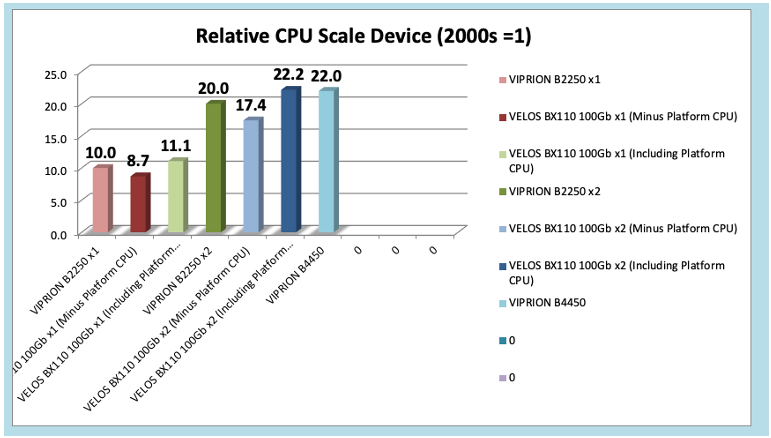 Relative CPU Scale Device (2000s =1)
25.0
20.0
15.0
10.0
5.0
0.0
10.0
8.7
11.1
20.0
17.4
22.2
22.0
VIPRION B2250 x1
10 100Gb x1 (Minus Platform CPU)
VELOS BX110 100Gb x1 (Including Platform...
VIPRION B2250 x2
VELOS BX110 100Gb x2 (Minus Platform CPU)
VELOS BX110 100Gb x2 (Including Platform...
VIPRION B4450
0
0
0
VIPRION B2250 x1
VELOS BX110 100Gb x1 (Minus Platform CPU)
VELOS BX110 100Gb x1 (Including Platform
CPU)
VIPRION B2250 x2
VELOS BX110 100Gb x2 (Minus Platform CPU)
VELOS BX110 100Gb x2 (Including Platform
CPU)
VIPRION B4450
0
0